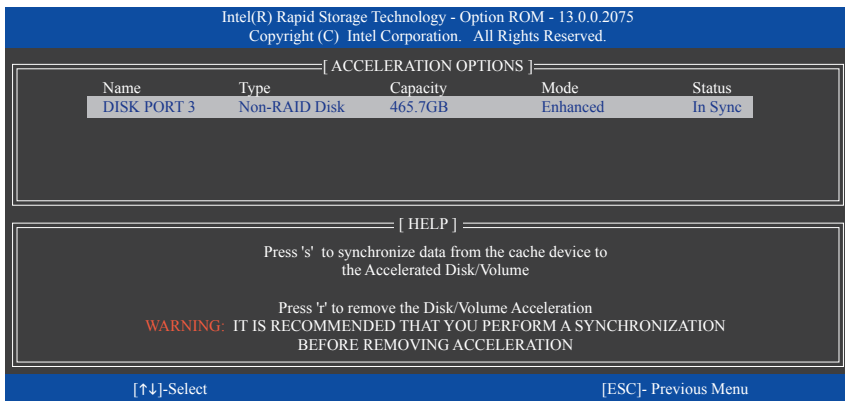 Intel(R) Rapid Storage Technology - Option ROM - 13.0.0.2075
Copyright (C) Intel Corporation. All Rights Reserved.
[ ACCELERATION OPTIONS ]
Name Type Capacity Mode Status
DISK PORT 3 Non-RAID Disk 465.7GB Enhanced In Sync
[ HELP ]
Press 's' to synchronize data from the cache device to
the Accelerated Disk/Volume
Press 'r' to remove the Disk/Volume Acceleration
WARNING: IT IS RECOMMENDED THAT YOU PERFORM A SYNCHRONIZATION
BEFORE REMOVING ACCELERATION
[↑↓]-Select [ESC]- Previous Menu